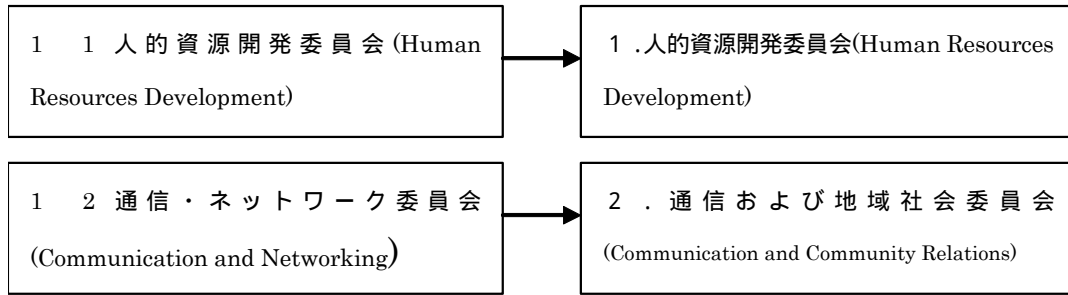 1　1 人的資源開発委員会(Human
Resources Development)
１.人的資源開発委員会(Human Resources
Development)
1　2 通信・ネットワーク委員会
(Communication and Networking)
２.通信および地域社会委員会
(Communication and Community Relations)